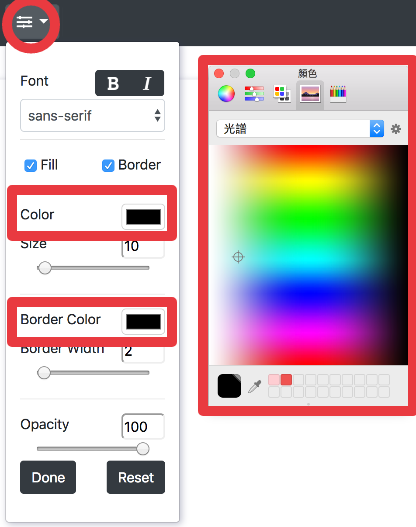 Font
B I
sans-serif
Fill
Border
Color
Size
10
Border Color
Border Width
2
Opacity
100
Done
Reset
顏色
光譜